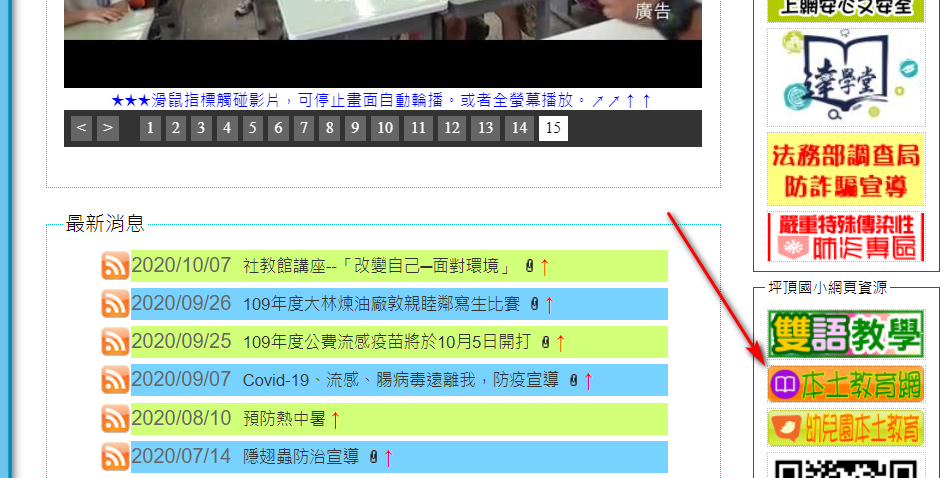 廣告
★★★滑鼠指標觸碰影片，可停止畫面自動輪播。或者全螢幕播放。↗↗↑↑
< > 1 2 3 4 5 6 7 8 9 10 11 12 13 14 15
最新消息
2020/10/07 社教館講座--「改變自己─面對環境」 ↑
2020/09/26 109年度大林煉油廠敦親睦鄰寫生比賽 ↑
2020/09/25 109年度公費流感疫苗將於10月5日開打 ↑
2020/09/07 Covid-19、流感、腸病毒遠離我，防疫宣導 ↑
2020/08/10 預防熱中暑↑
2020/07/14 隱翅蟲防治宣導 ↑
上網安心又安全
達學堂
法務部調查局
防詐騙宣導
嚴重特殊傳染性
肺炎專區
坪頂國小網頁資源
雙語教學
本土教育網
幼兒園本土教育